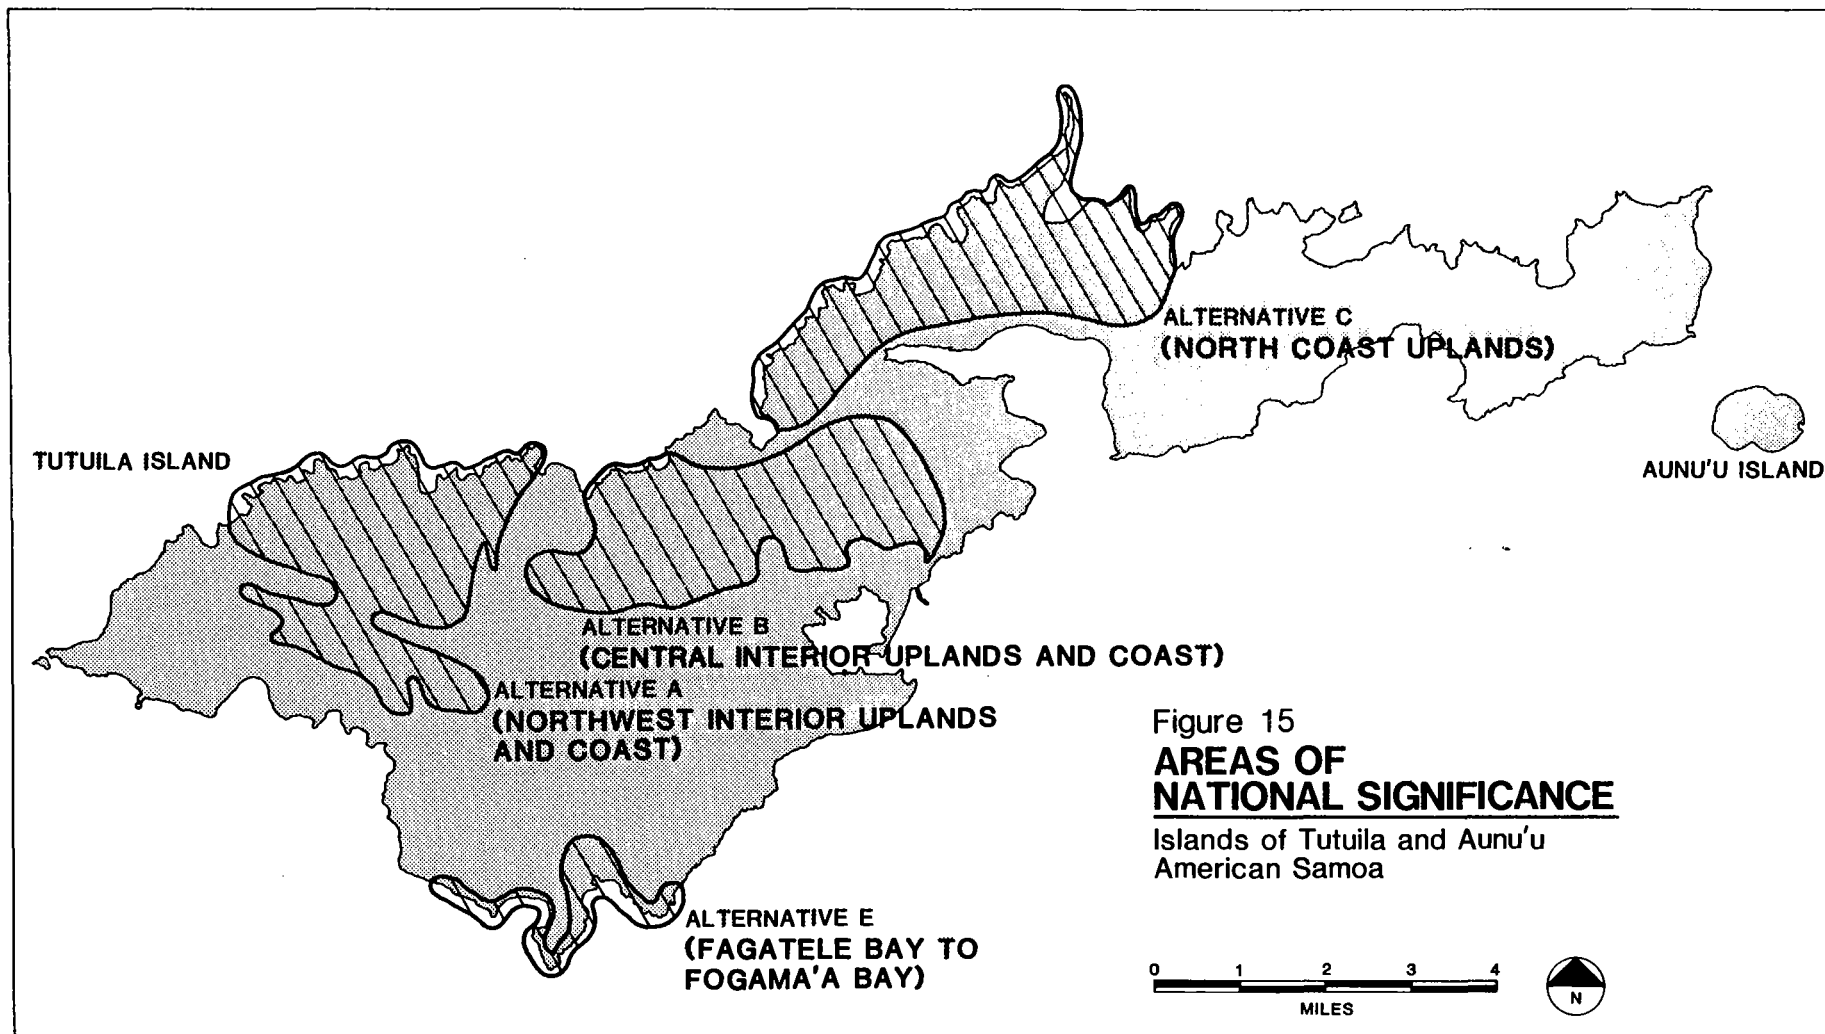 ALTERNATIVE C
(NORTH COAST UPLANDS)
TUTUILA ISLAND
AUNU'U ISLAND
ALTERNATIVE B
(CENTRAL INTERIOR UPLANDS AND COAST)
ALTERNATIVE A
(NORTHWEST INTERIOR UPLANDS
AND COAST)
Figure 15
AREAS OF
NATIONAL SIGNIFICANCE
Islands of Tutuila and Aunu'u
American Samoa
ALTERNATIVE E
(FAGATELE BAY TO
FOGAMA'A BAY)
0 1 2 3 4
MILES
N